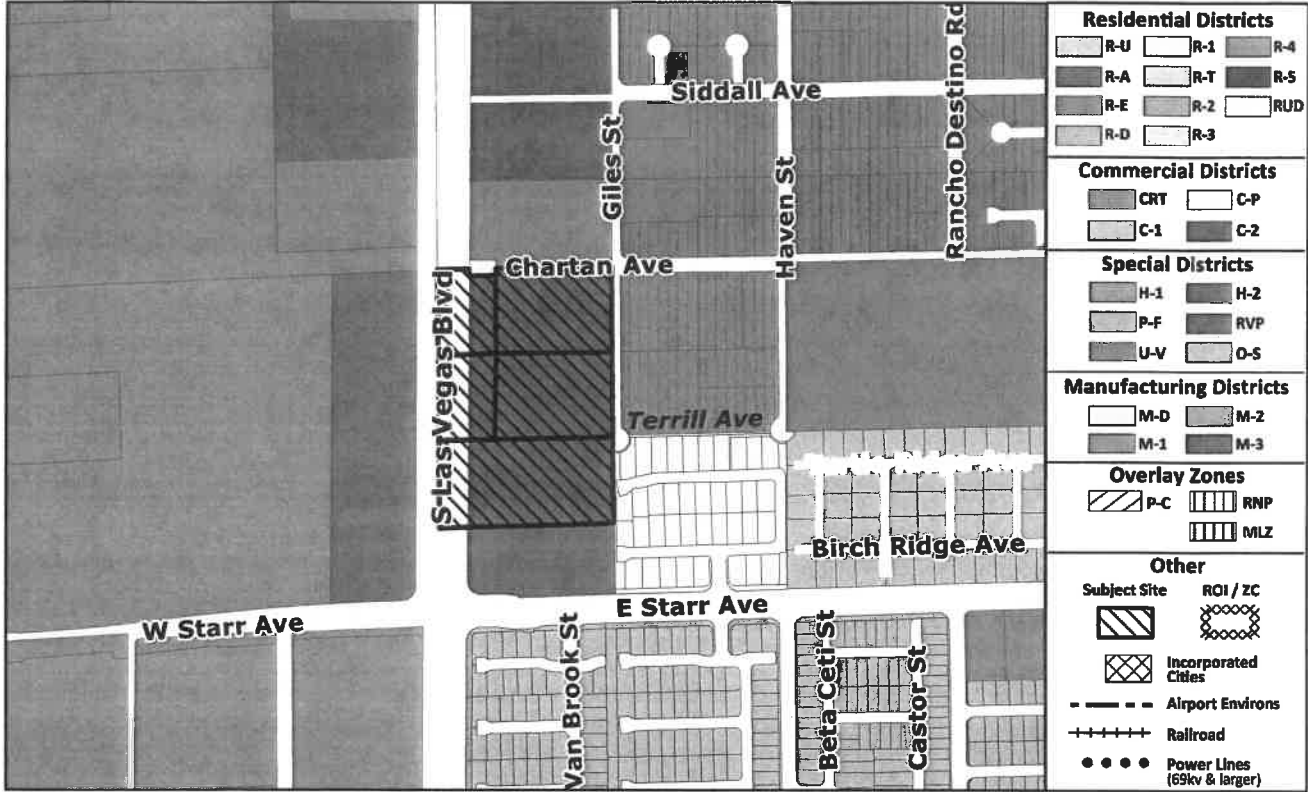 Siddall Ave
Giles St
Haven St
Rancho Destino Rd
Chartan Ave
S Las Vegas Blvd
Terrill Ave
Birch Ridge Ave
E Starr Ave
W Starr Ave
Van Brook St
Beta Ceti St
Castor St
Residential Districts
R-U R-1 R-4
R-A R-T R-5
R-E R-2 RUD
R-D R-3
Commercial Districts
CRT C-P
C-1 C-2
Special Districts
H-1 H-2
P-F RVP
U-V O-S
Manufacturing Districts
M-D M-2
M-1 M-3
Overlay Zones
P-C RNP
MLZ
Other
Subject Site ROI / ZC
Incorporated
Cities
Airport Environs
Railroad
Power Lines
(69kv & larger)